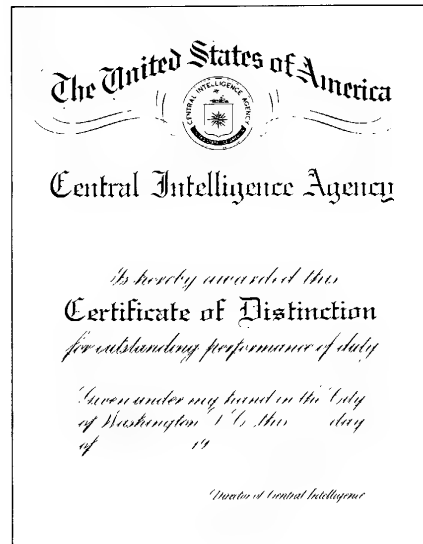 The United States of America
CENTRAL INTELLIGENCE AGENCY
Central Intelligence Agency
Is hereby awarded this
Certificate of Distinction
for outstanding performance of duty
Given under my hand in the City
of Washington D C, this day
of 19
Director of Central Intelligence